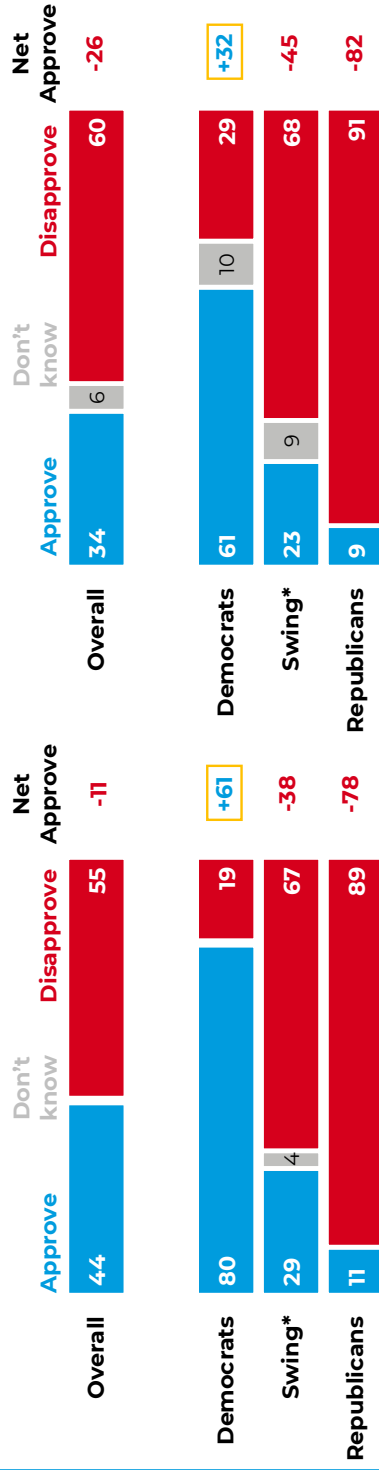 Net
Approve Don't know Disapprove Approve
Overall 44 55 -11
Democrats 80 19 +61
Swing* 29 4 67 -38
Republicans 11 89 -78
Net
Approve Don't know Disapprove Approve
Overall 34 6 60 -26
Democrats 61 10 29 +32
Swing* 23 9 68 -45
Republicans 9 91 -82